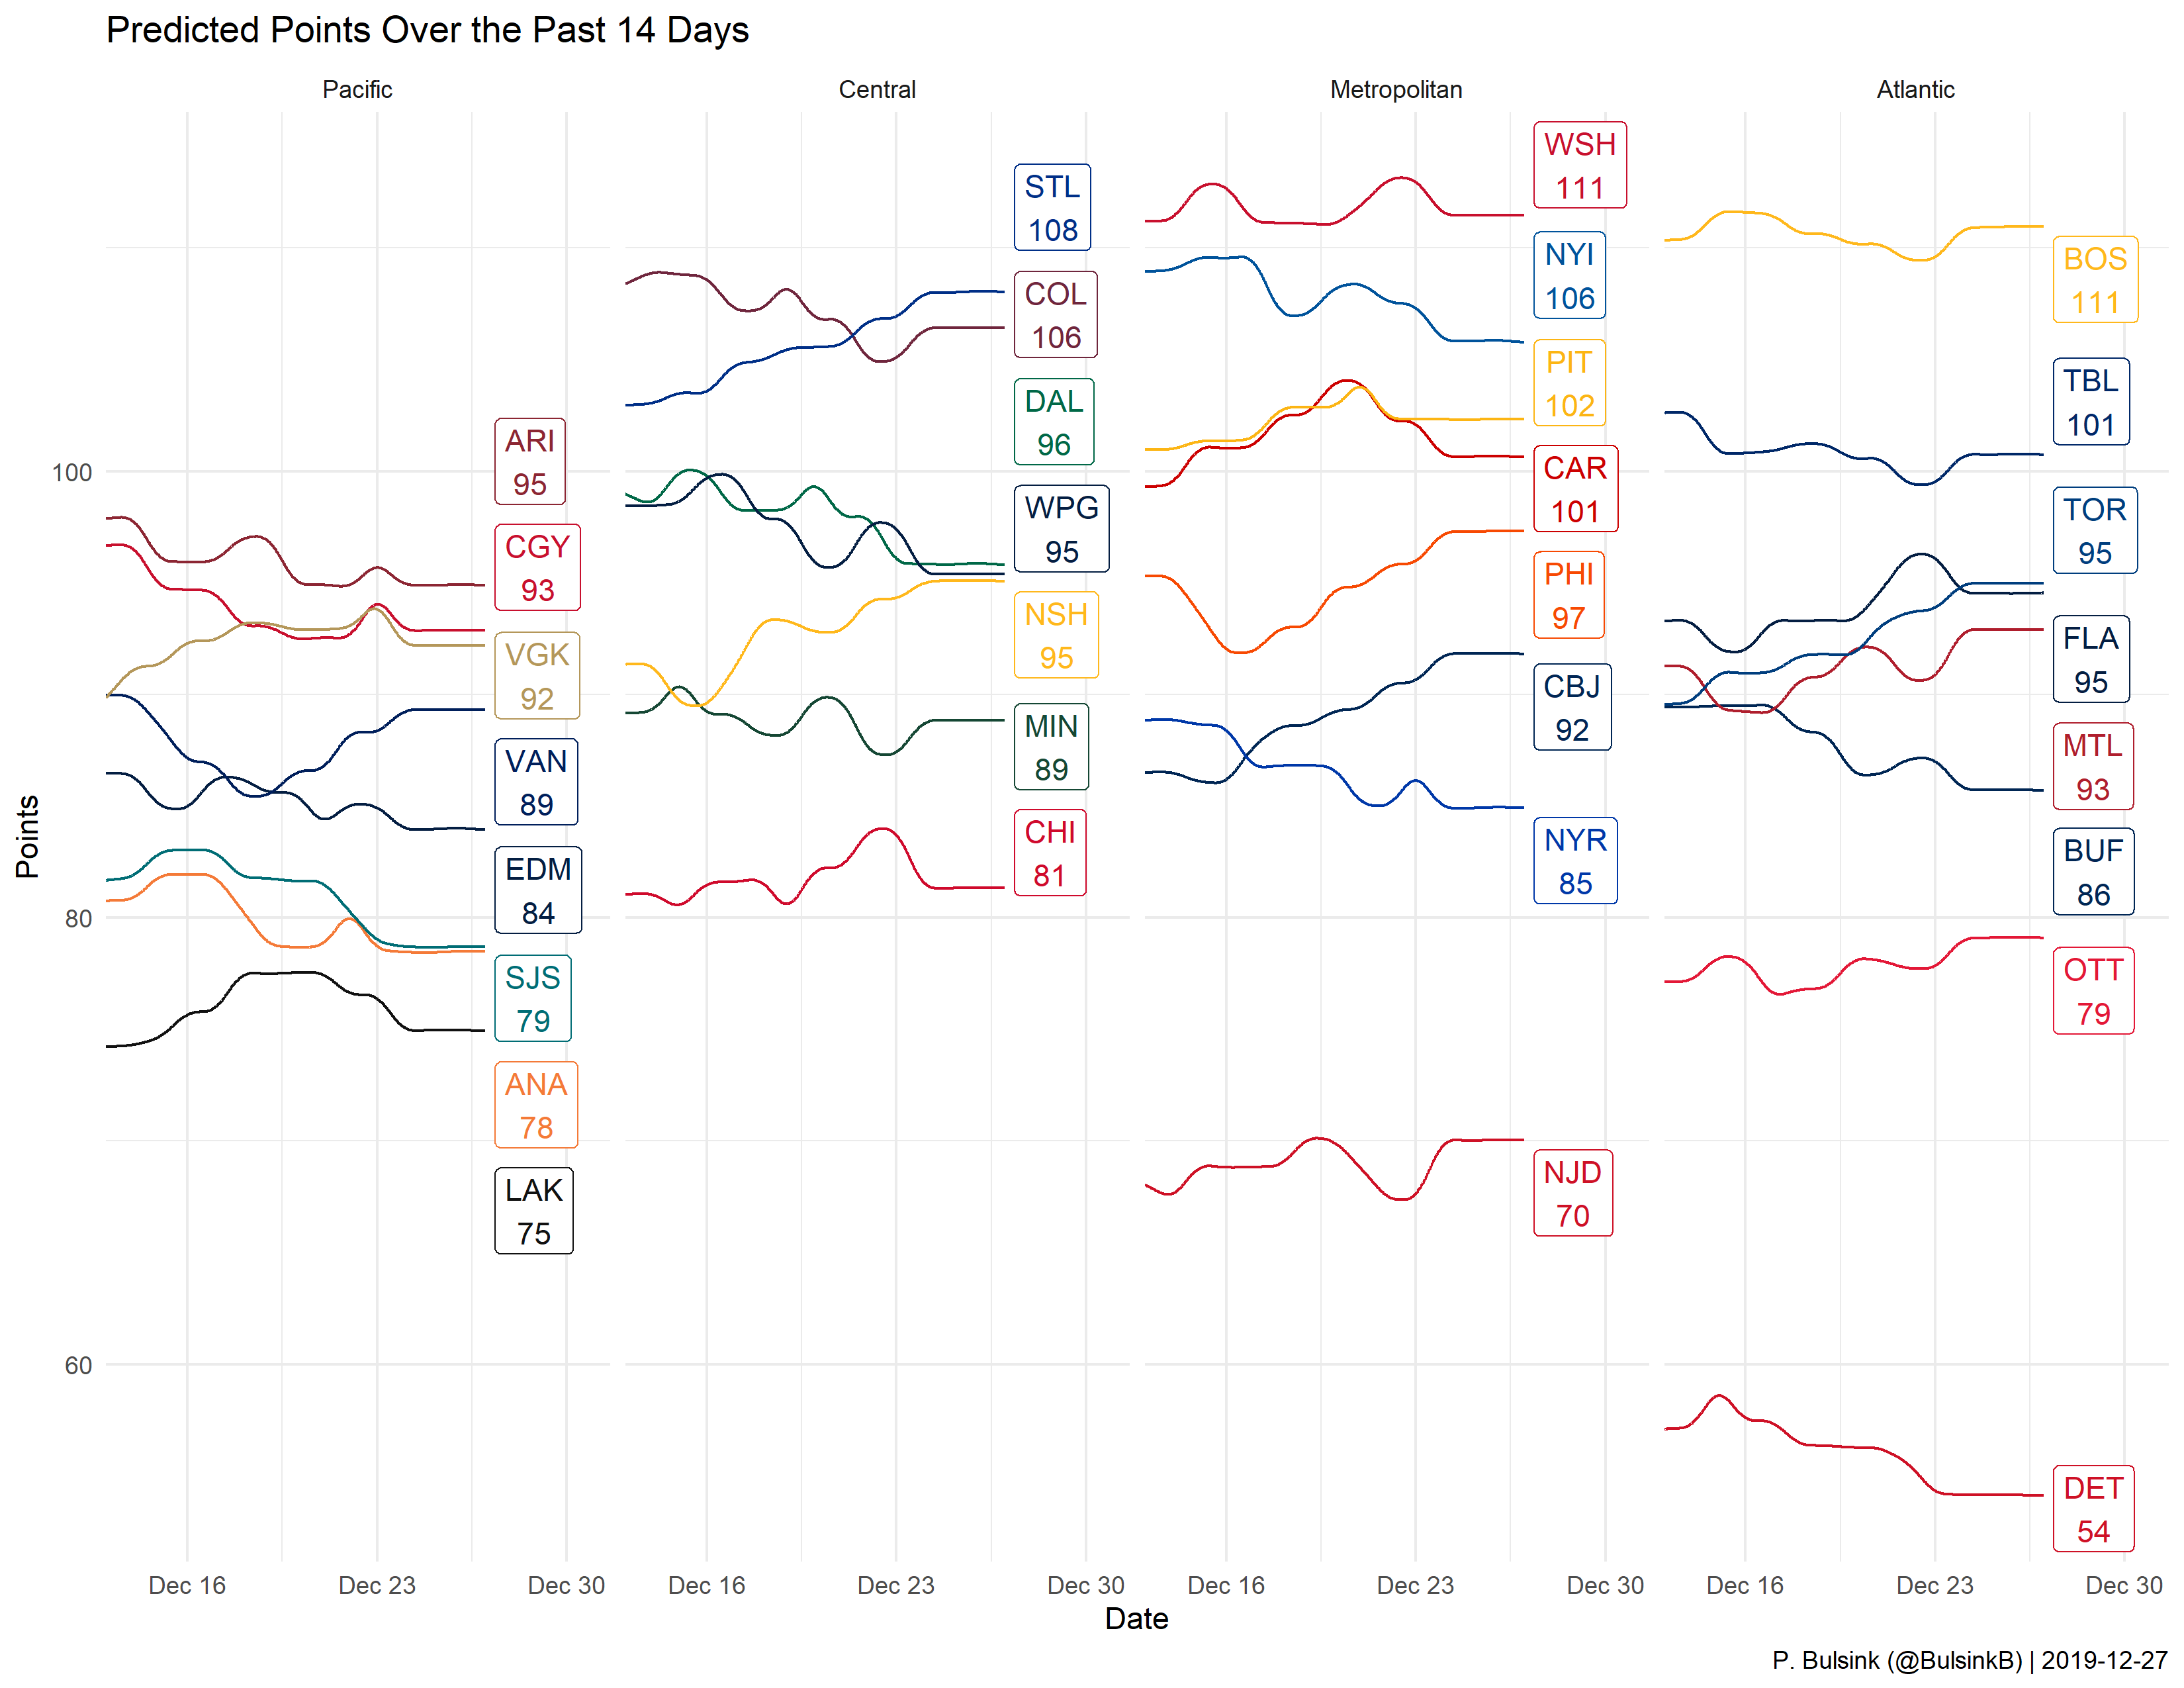 Predicted Points Over the Past 14 Days
Pacific
Central
Metropolitan
Atlantic
Points
100
80
60
ARI
95
CGY
93
VGK
92
VAN
89
EDM
84
SJS
79
ANA
78
LAK
75
STL
108
COL
106
DAL
96
WPG
95
NSH
95
MIN
89
CHI
81
WSH
111
NYI
106
PIT
102
CAR
101
PHI
97
CBJ
92
NYR
85
NJD
70
BOS
111
TBL
101
TOR
95
FLA
95
MTL
93
BUF
86
OTT
79
DET
54
Dec 16
Dec 23
Dec 30
Dec 16
Dec 23
Dec 30
Dec 16
Dec 23
Dec 30
Dec 16
Dec 23
Dec 30
Date
P. Bulsink (@BulsinkB) | 2019-12-27